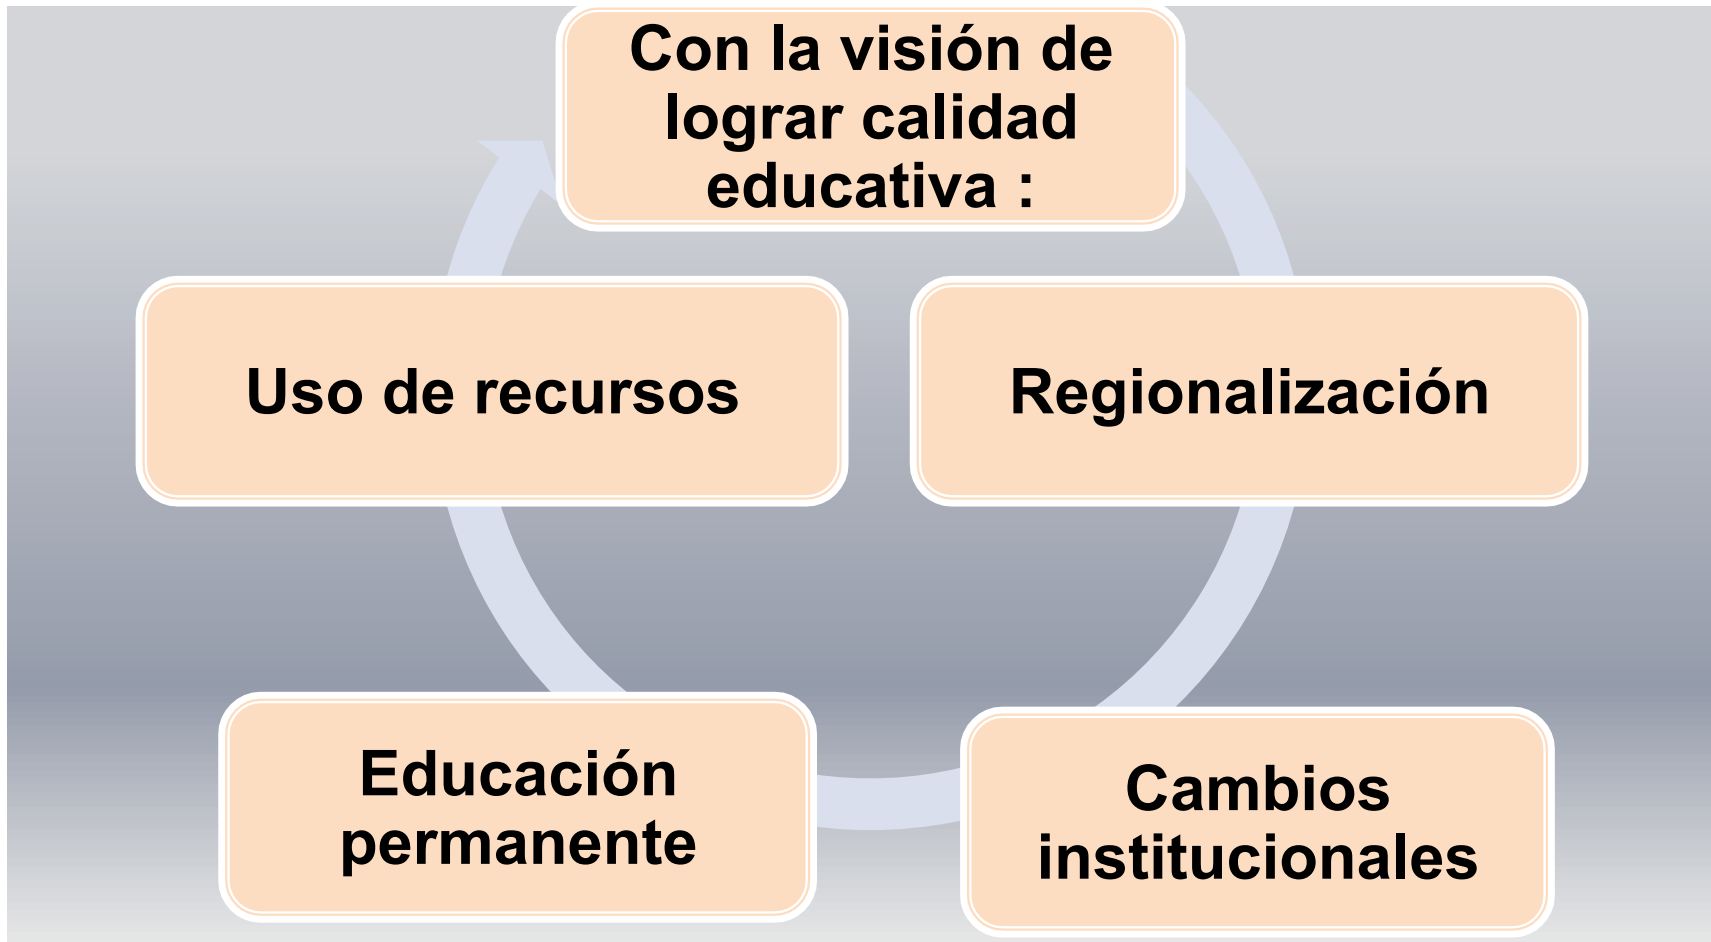 Con la visión de
lograr calidad
educativa :
Uso de recursos
Regionalización
Educación
permanente
Cambios
institucionales